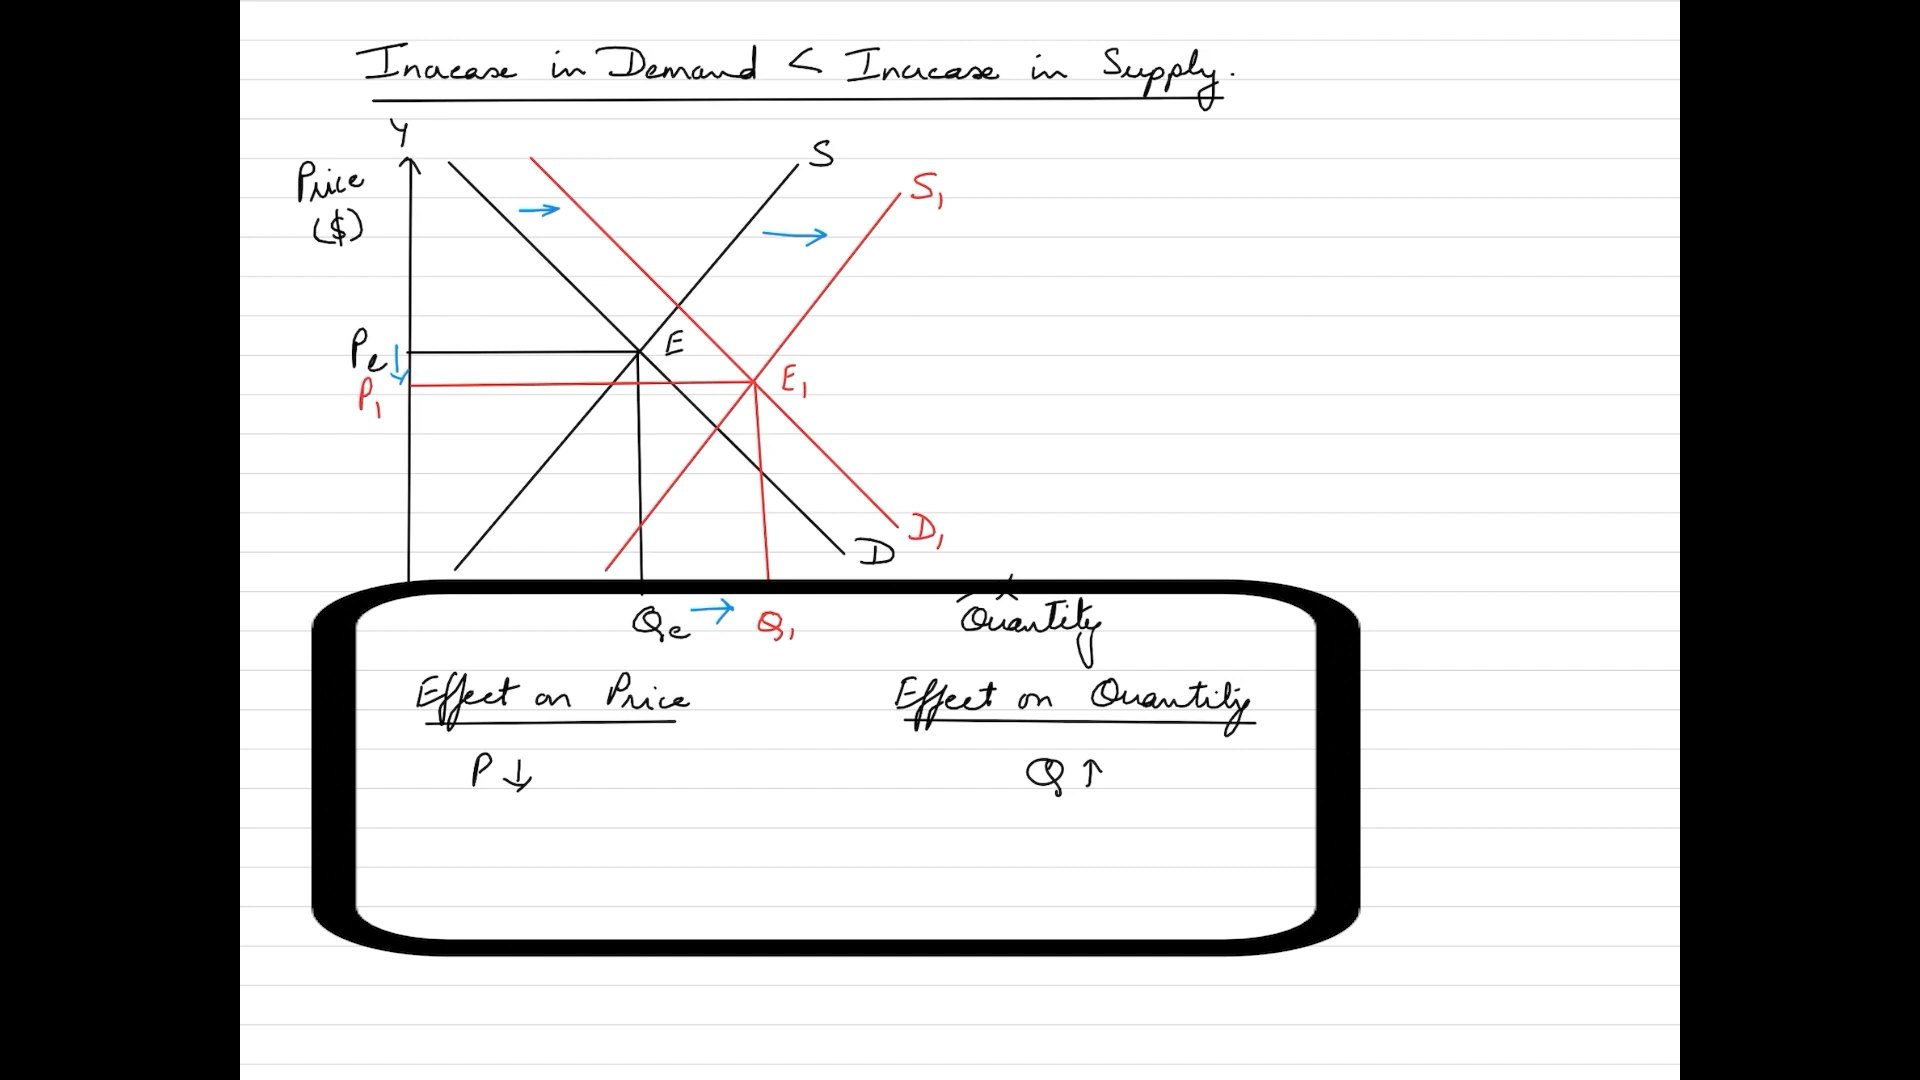 Increase in Demand < Increase in Supply.
Y
Price
($)
S
S₁
Pe
E
P₁
E₁
D₁
D
Qe → Q₁ Quantity
Effect on Price Effect on Quantity
P ↓ Q ↑